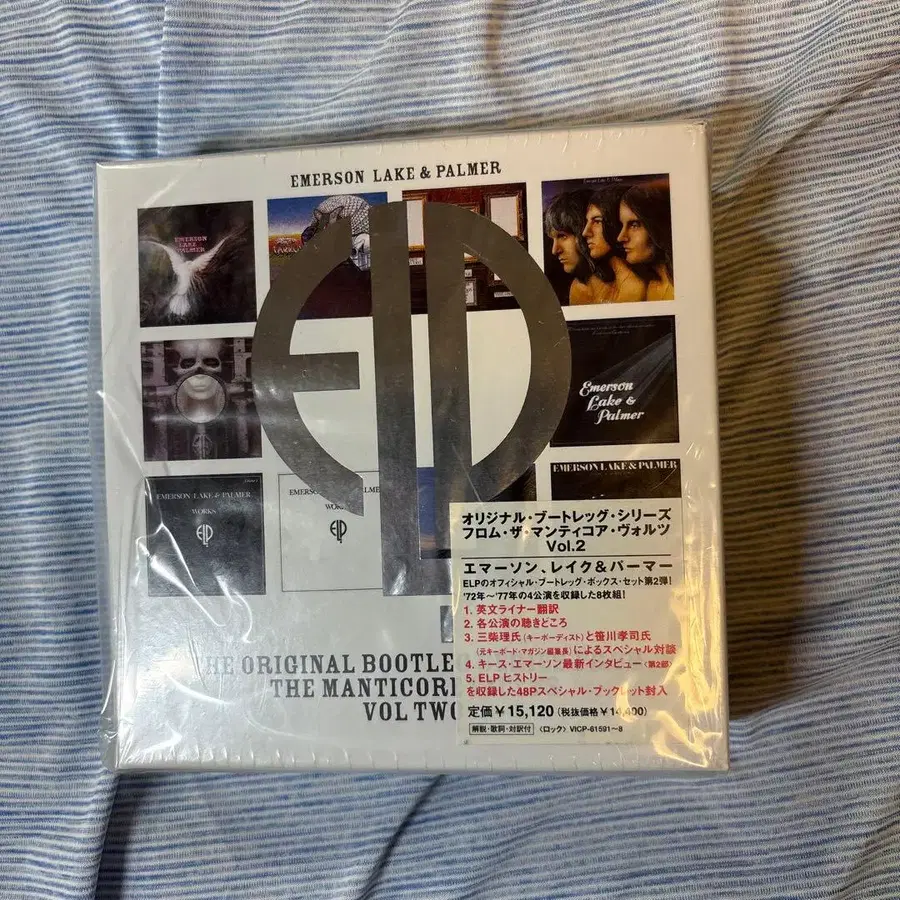 EMERSON LAKE & PALMER
EMERSON
LAKE
PALMER
Emerson
Lake &
Palmer
EMERSON LAKE & PALMER
WORKS
ELP
WOR
ELP
EMERSON LAKE & PALMER
ELP
THE ORIGINAL BOOTLE
THE MANTICORE
VOL TWO
オリジナル・ブートレッグ・シリーズ
フロム・ザ・マンティコア・ヴォルツ
Vol.2
エマーソン、レイク&パーマー
ELPのオフィシャル・ブートレッグ・ボックス・セット第2弾!
'72年~'77年の4公演を収録した8枚組!
1. 英文ライナー翻訳
2. 各公演の聴きどころ
3. 三柴理氏(キーボーディスト)と笹川孝司氏
(元キーボード・マガジン編集長)によるスペシャル対談
4. キース・エマーソン最新インタビュー(第2部)
5. ELP ヒストリー
を収録した48Pスペシャル・ブックレット封入
定価¥15,120(税抜価格¥14,400)
解説・歌詞・対訳付 〈ロック〉 VICP-61591~8